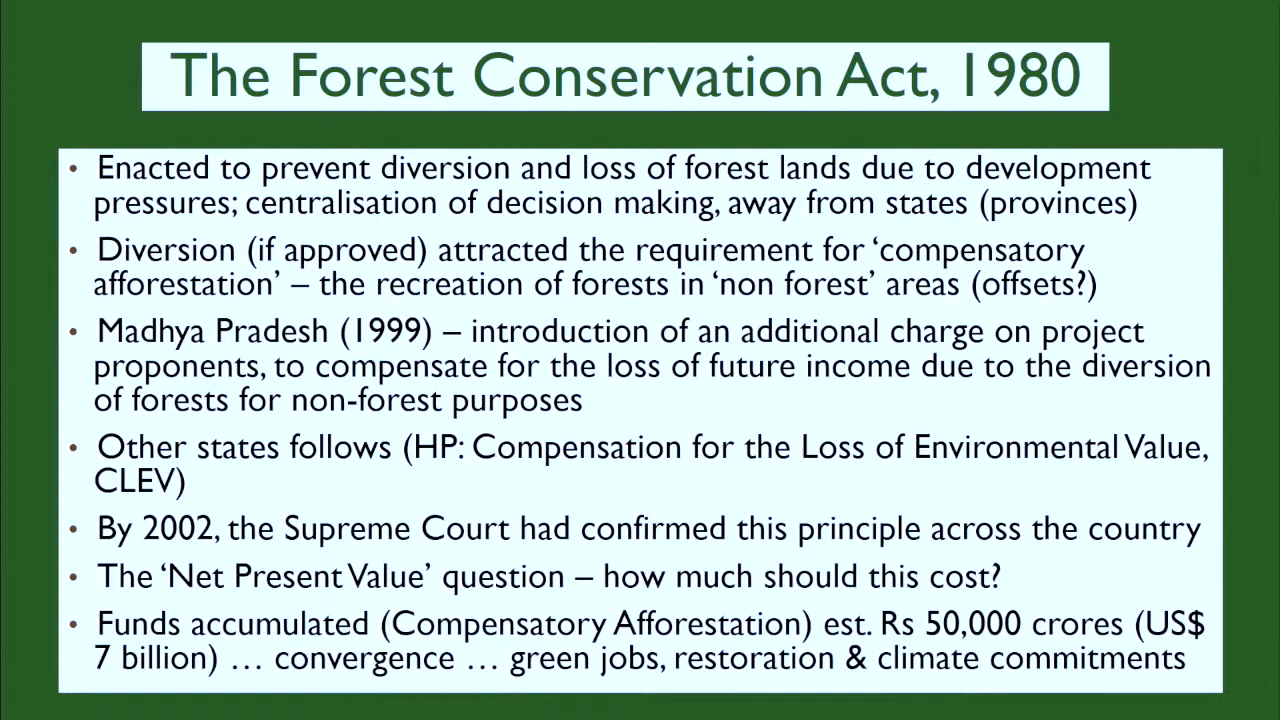 The Forest Conservation Act, 1980
• Enacted to prevent diversion and loss of forest lands due to development
pressures; centralisation of decision making, away from states (provinces)
• Diversion (if approved) attracted the requirement for ‘compensatory
afforestation’ – the recreation of forests in ‘non forest’ areas (offsets?)
• Madhya Pradesh (1999) – introduction of an additional charge on project
proponents, to compensate for the loss of future income due to the diversion
of forests for non-forest purposes
• Other states follows (HP: Compensation for the Loss of Environmental Value,
CLEV)
• By 2002, the Supreme Court had confirmed this principle across the country
• The ‘Net Present Value’ question – how much should this cost?
• Funds accumulated (Compensatory Afforestation) est. Rs 50,000 crores (US$
7 billion) … convergence … green jobs, restoration & climate commitments